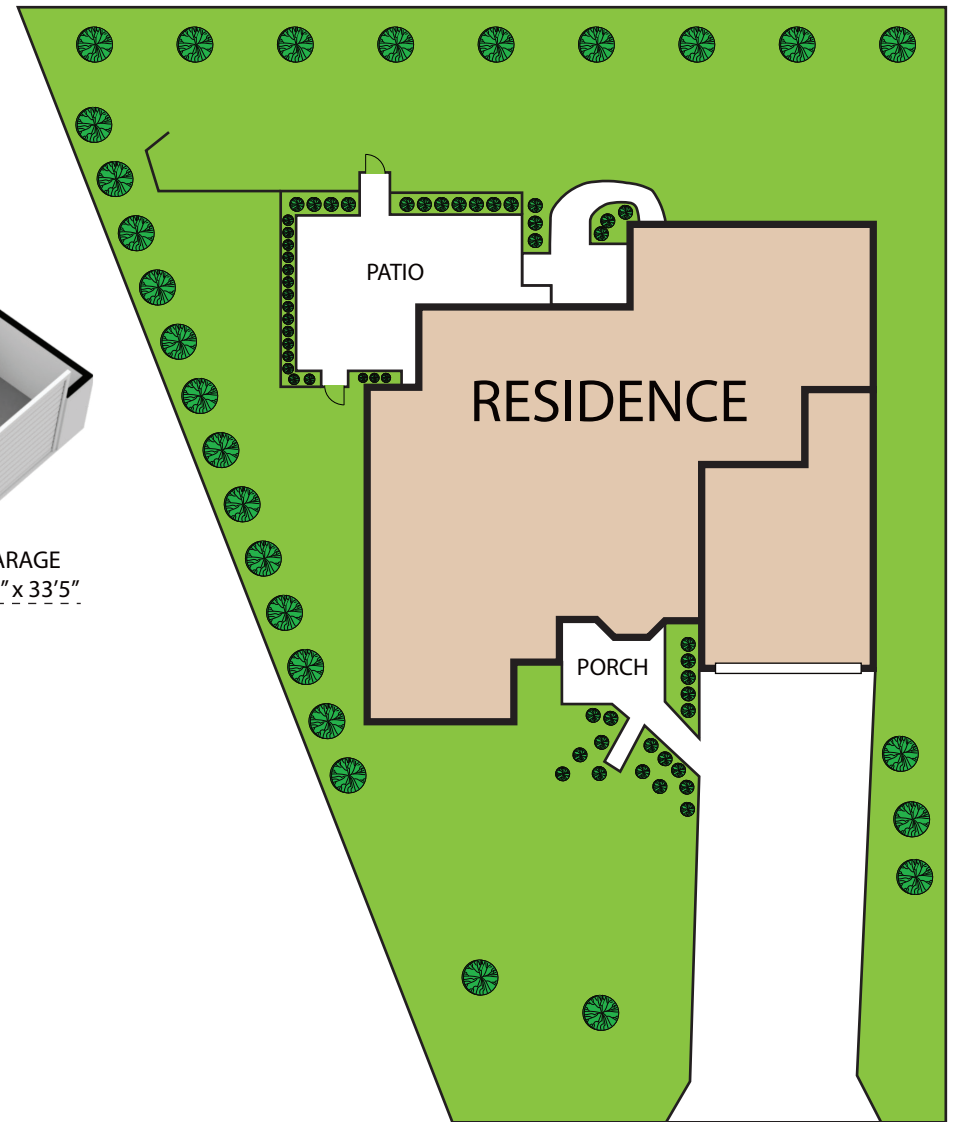 PATIO
RESIDENCE
ARAGE
" x 33'5"
PORCH